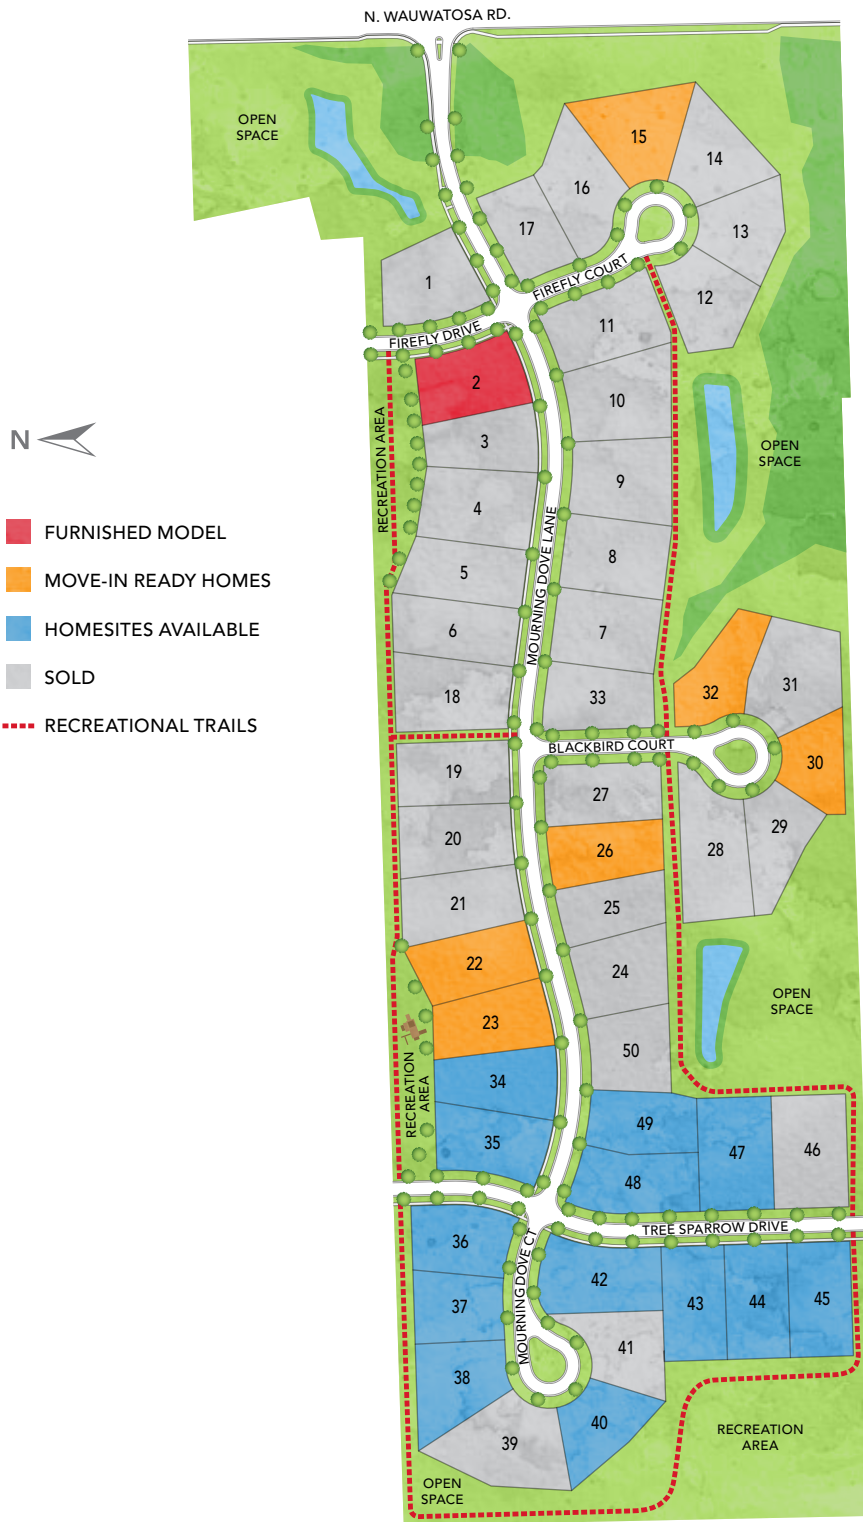 N. WAUWATOSA RD.
OPEN
SPACE
15
14
16
13
17
12
1
FIREFLY COURT
FIREFLY DRIVE
11
2
10
RECREATION AREA
3
9
OPEN
SPACE
N
4
FURNISHED MODEL
MOVE-IN READY HOMES
HOMESITES AVAILABLE
SOLD
RECREATIONAL TRAILS
MOURNING DOVE LANE
8
5
6
7
18
33
32
31
BLACKBIRD COURT
30
19
27
20
26
28
29
21
25
22
24
OPEN
SPACE
23
50
RECREATION
AREA
34
35
49
47
46
48
TREE SPARROW DRIVE
36
MOURNING DOVE CT
42
37
43
44
45
38
41
40
39
RECREATION
AREA
OPEN
SPACE